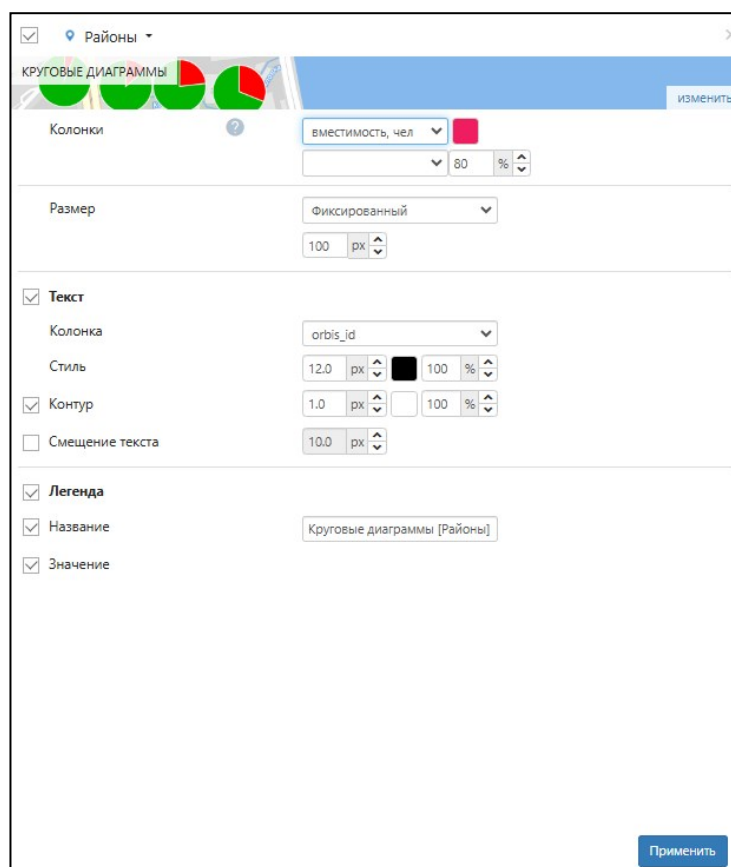 Районы
КРУГОВЫЕ ДИАГРАММЫ
изменить
Колонки ? вместимость, чел
80 %
Размер Фиксированный
100 px
Текст
Колонка orbis_id
Стиль 12.0 px 100 %
Контур 1.0 px 100 %
Смещение текста 10.0 px
Легенда
Название Круговые диаграммы [Районы]
Значение
Применить